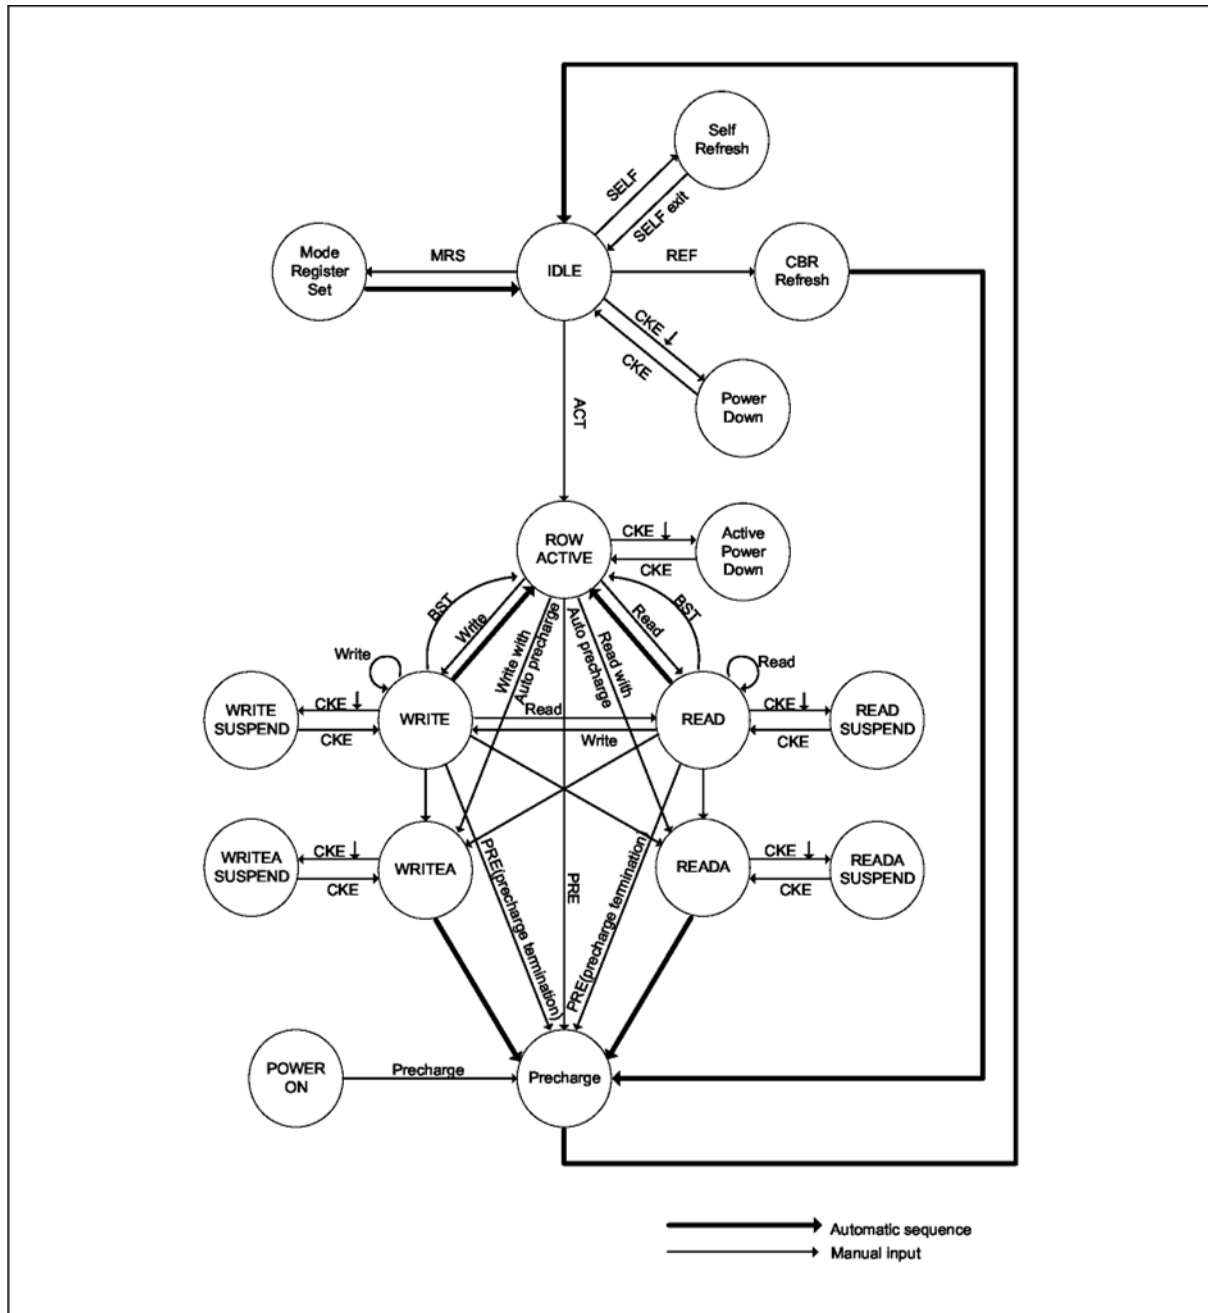 Self
Refresh
SELF
SELF exit
Mode
Register
Set
MRS
IDLE
REF
CBR
Refresh
CKE ↓
CKE
Power
Down
ACT
ROW
ACTIVE
CKE ↓
CKE
Active
Power
Down
BST
Write
Write with
Auto precharge
Auto precharge
Read with
Read
BST
Write
Read
WRITE
SUSPEND
CKE ↓
CKE
WRITE
Read
Write
READ
CKE ↓
CKE
READ
SUSPEND
WRITEA
SUSPEND
CKE ↓
CKE
WRITEA
PRE(precharge termination)
PRE
PRE(precharge termination)
READA
CKE ↓
CKE
READA
SUSPEND
POWER
ON
Precharge
Precharge
Automatic sequence
Manual input